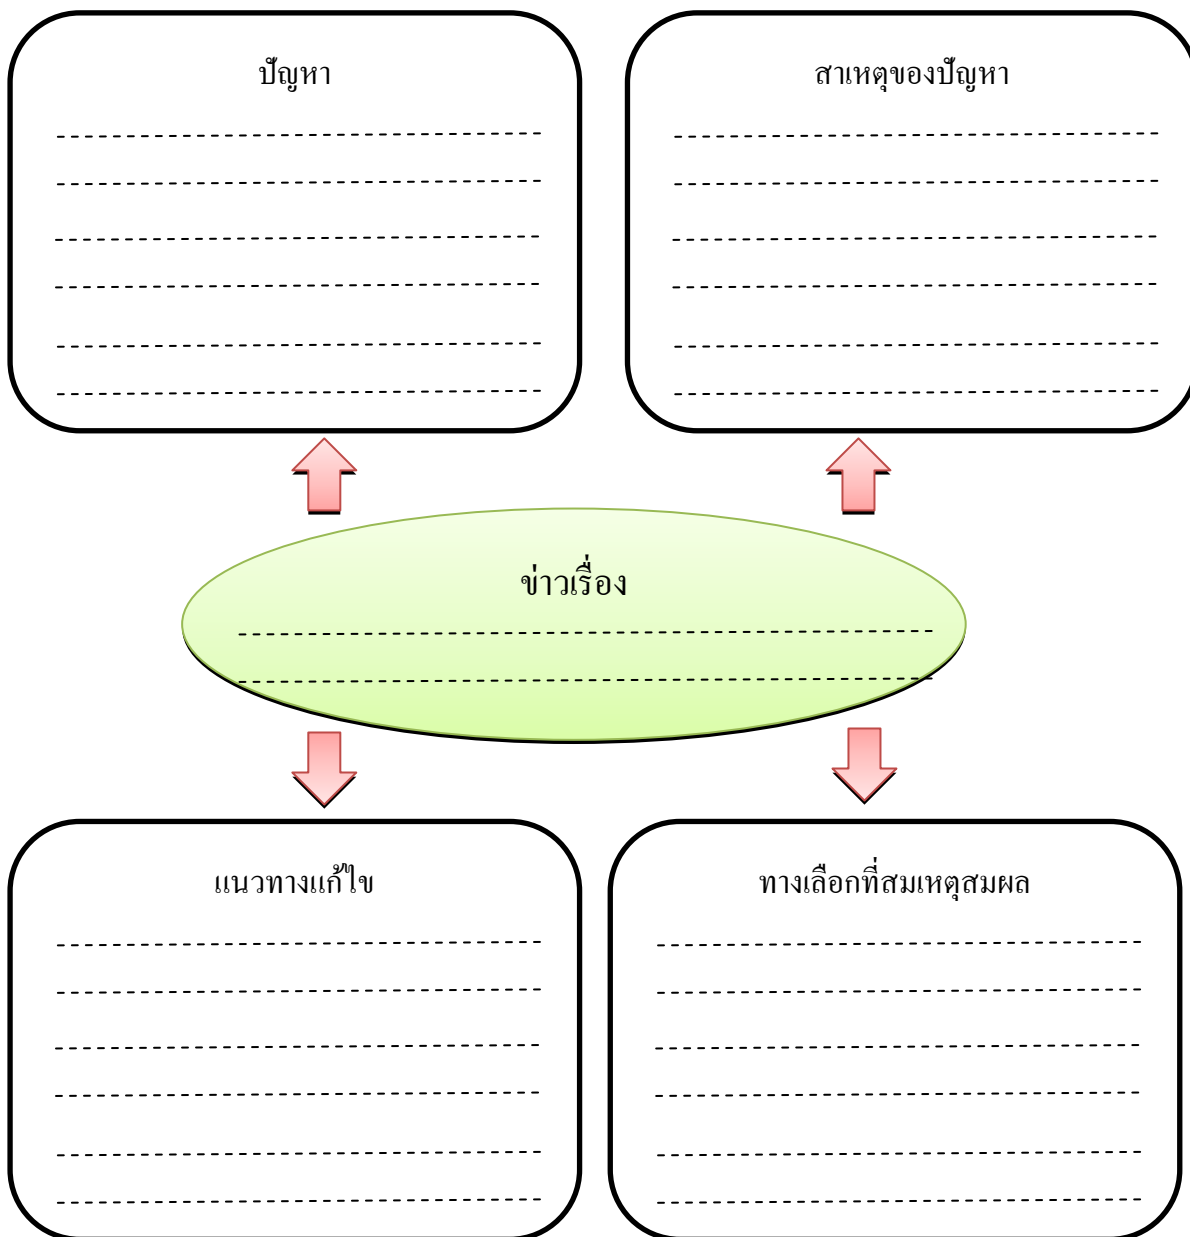 ปัญหา
สาเหตุของปัญหา
ข่าวเรื่อง
แนวทางแก้ไข
ทางเลือกที่สมเหตุสมผล